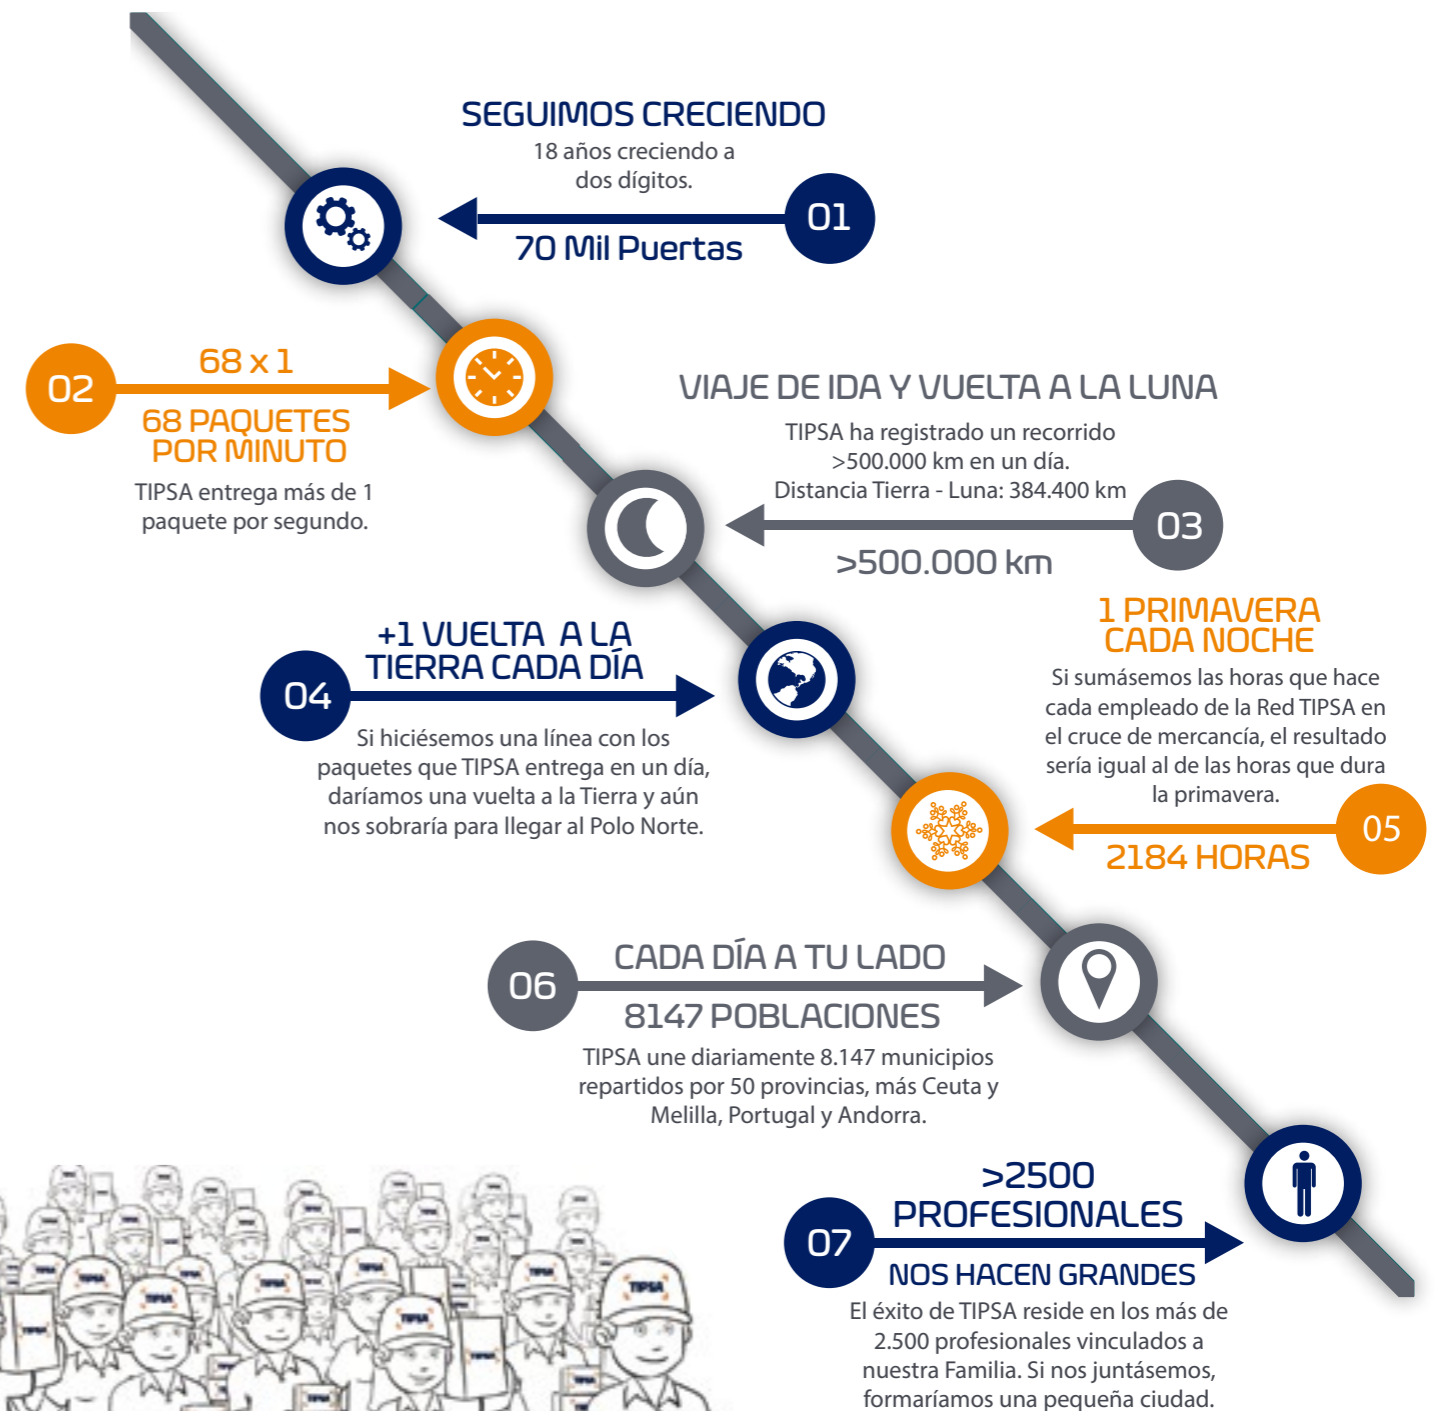 SEGUIMOS CRECIENDO
18 años creciendo a
dos dígitos.
01
70 Mil Puertas
02
68 x 1
68 PAQUETES
POR MINUTO
TIPSA entrega más de 1
paquete por segundo.
VIAJE DE IDA Y VUELTA A LA LUNA
TIPSA ha registrado un recorrido
>500.000 km en un día.
Distancia Tierra - Luna: 384.400 km
03
>500.000 km
+1 VUELTA A LA
TIERRA CADA DÍA
04
Si hiciésemos una línea con los
paquetes que TIPSA entrega en un día,
daríamos una vuelta a la Tierra y aún
nos sobraría para llegar al Polo Norte.
1 PRIMAVERA
CADA NOCHE
Si sumásemos las horas que hace
cada empleado de la Red TIPSA en
el cruce de mercancía, el resultado
sería igual al de las horas que dura
la primavera.
05
2184 HORAS
06
CADA DÍA A TU LADO
8147 POBLACIONES
TIPSA une diariamente 8.147 municipios
repartidos por 50 provincias, más Ceuta y
Melilla, Portugal y Andorra.
>2500
PROFESIONALES
07
NOS HACEN GRANDES
El éxito de TIPSA reside en los más de
2.500 profesionales vinculados a
nuestra Familia. Si nos juntásemos,
formaríamos una pequeña ciudad.
TIPSA
TIPSA
TIPSA
TIPSA
TIPSA
TIPSA
TIPSA